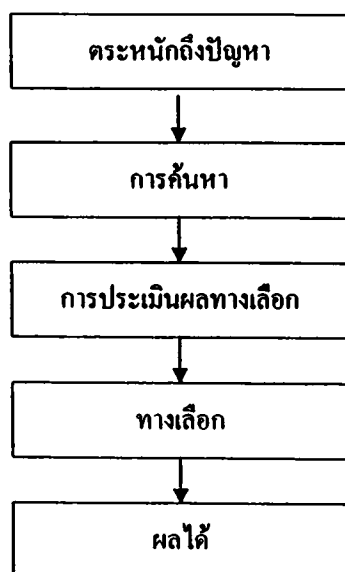 ตระหนักถึงปัญหา
การค้นหา
การประเมินผลทางเลือก
ทางเลือก
ผลได้